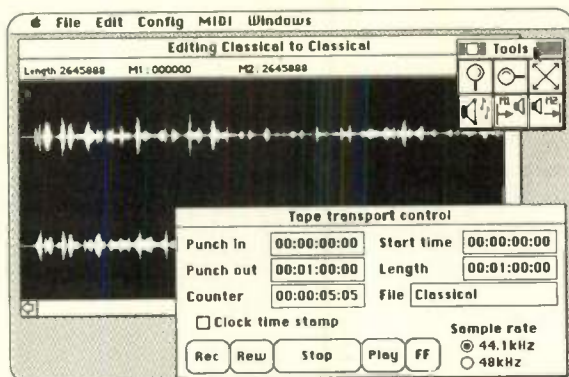 File Edit Config MIDI Windows
Editing Classical to Classical
Tools
Length 2645888 M1 : 000000 M2 : 2645888
M1 M2
Tape transport control
Punch in 00:00:00:00 Start time 00:00:00:00
Punch out 00:01:00:00 Length 00:01:00:00
Counter 00:00:05:05 File Classical
Clock time stamp
Sample rate
44.1kHz
48kHz
Rec Rew Stop Play FF